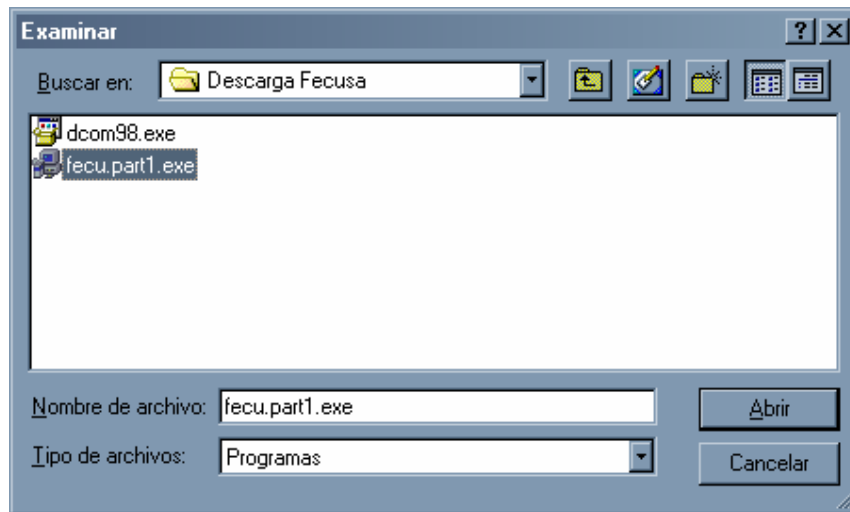 Examinar
Buscar en: Descarga Fecusa
dcom98.exe
fecu.part1.exe
Nombre de archivo: fecu.part1.exe Abrir
Tipo de archivos: Programas Cancelar